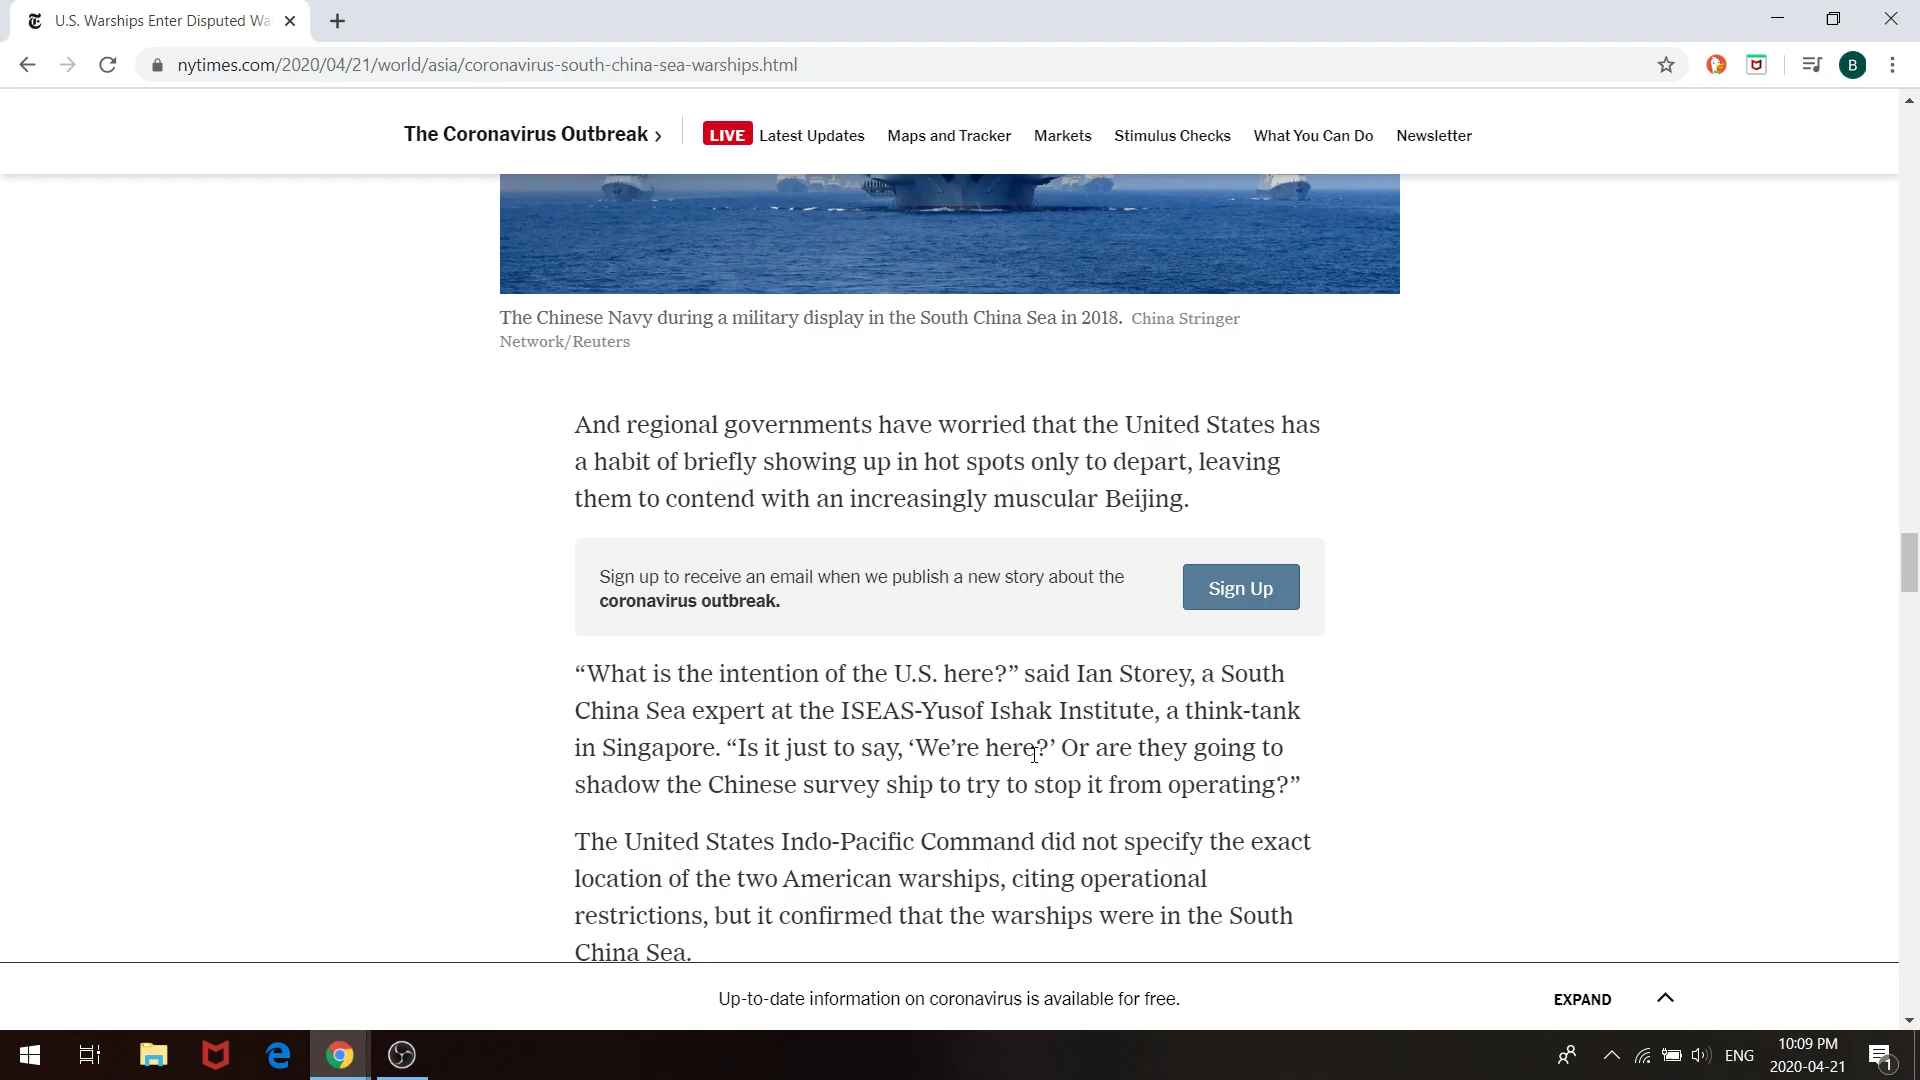 U.S. Warships Enter Disputed Wa
nytimes.com/2020/04/21/world/asia/coronavirus-south-china-sea-warships.html
B
The Coronavirus Outbreak ›
LIVE Latest Updates Maps and Tracker Markets Stimulus Checks What You Can Do Newsletter
The Chinese Navy during a military display in the South China Sea in 2018. China Stringer
Network/Reuters
And regional governments have worried that the United States has
a habit of briefly showing up in hot spots only to depart, leaving
them to contend with an increasingly muscular Beijing.
Sign up to receive an email when we publish a new story about the
coronavirus outbreak.
Sign Up
“What is the intention of the U.S. here?” said Ian Storey, a South
China Sea expert at the ISEAS-Yusof Ishak Institute, a think-tank
in Singapore. “Is it just to say, ‘We’re here?’ Or are they going to
shadow the Chinese survey ship to try to stop it from operating?”
The United States Indo-Pacific Command did not specify the exact
location of the two American warships, citing operational
restrictions, but it confirmed that the warships were in the South
China Sea.
Up-to-date information on coronavirus is available for free.
EXPAND
ENG
10:09 PM
2020-04-21
1